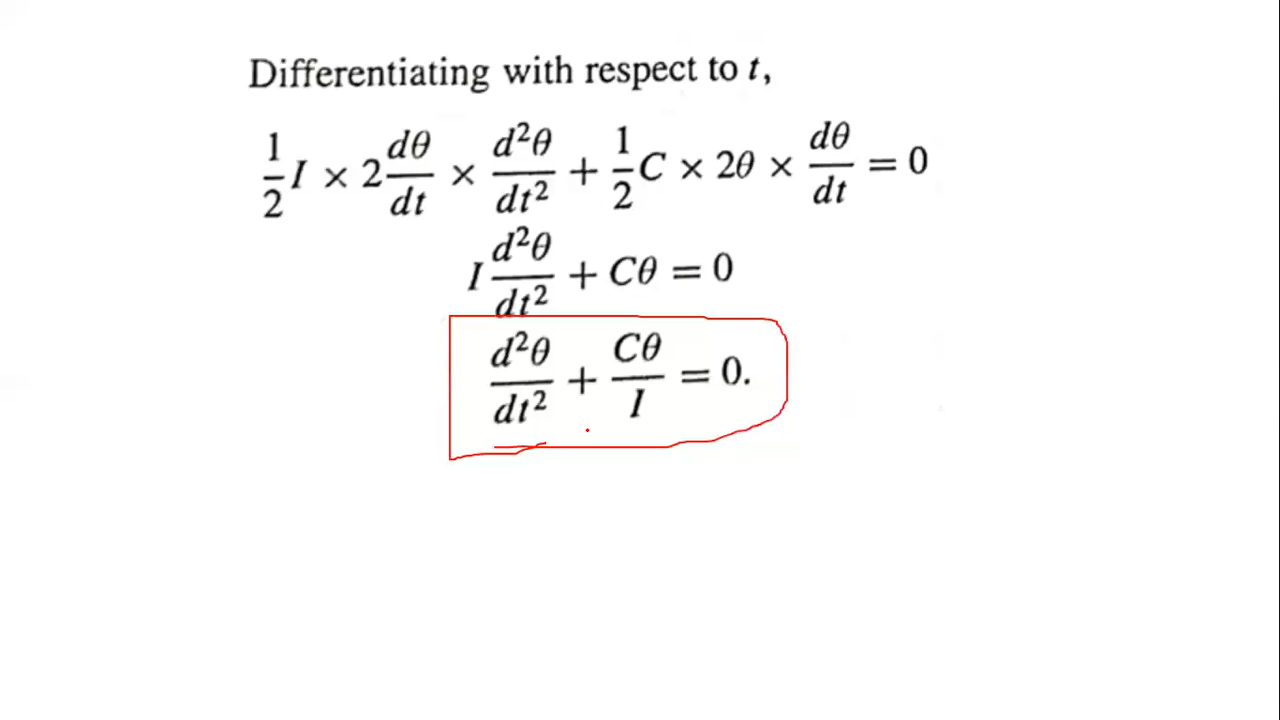 Differentiating with respect to t,
1/2 I × 2 dθ/dt × d²θ/dt² + 1/2 C × 2θ × dθ/dt = 0
I d²θ/dt² + Cθ = 0
d²θ/dt² + Cθ/I = 0.